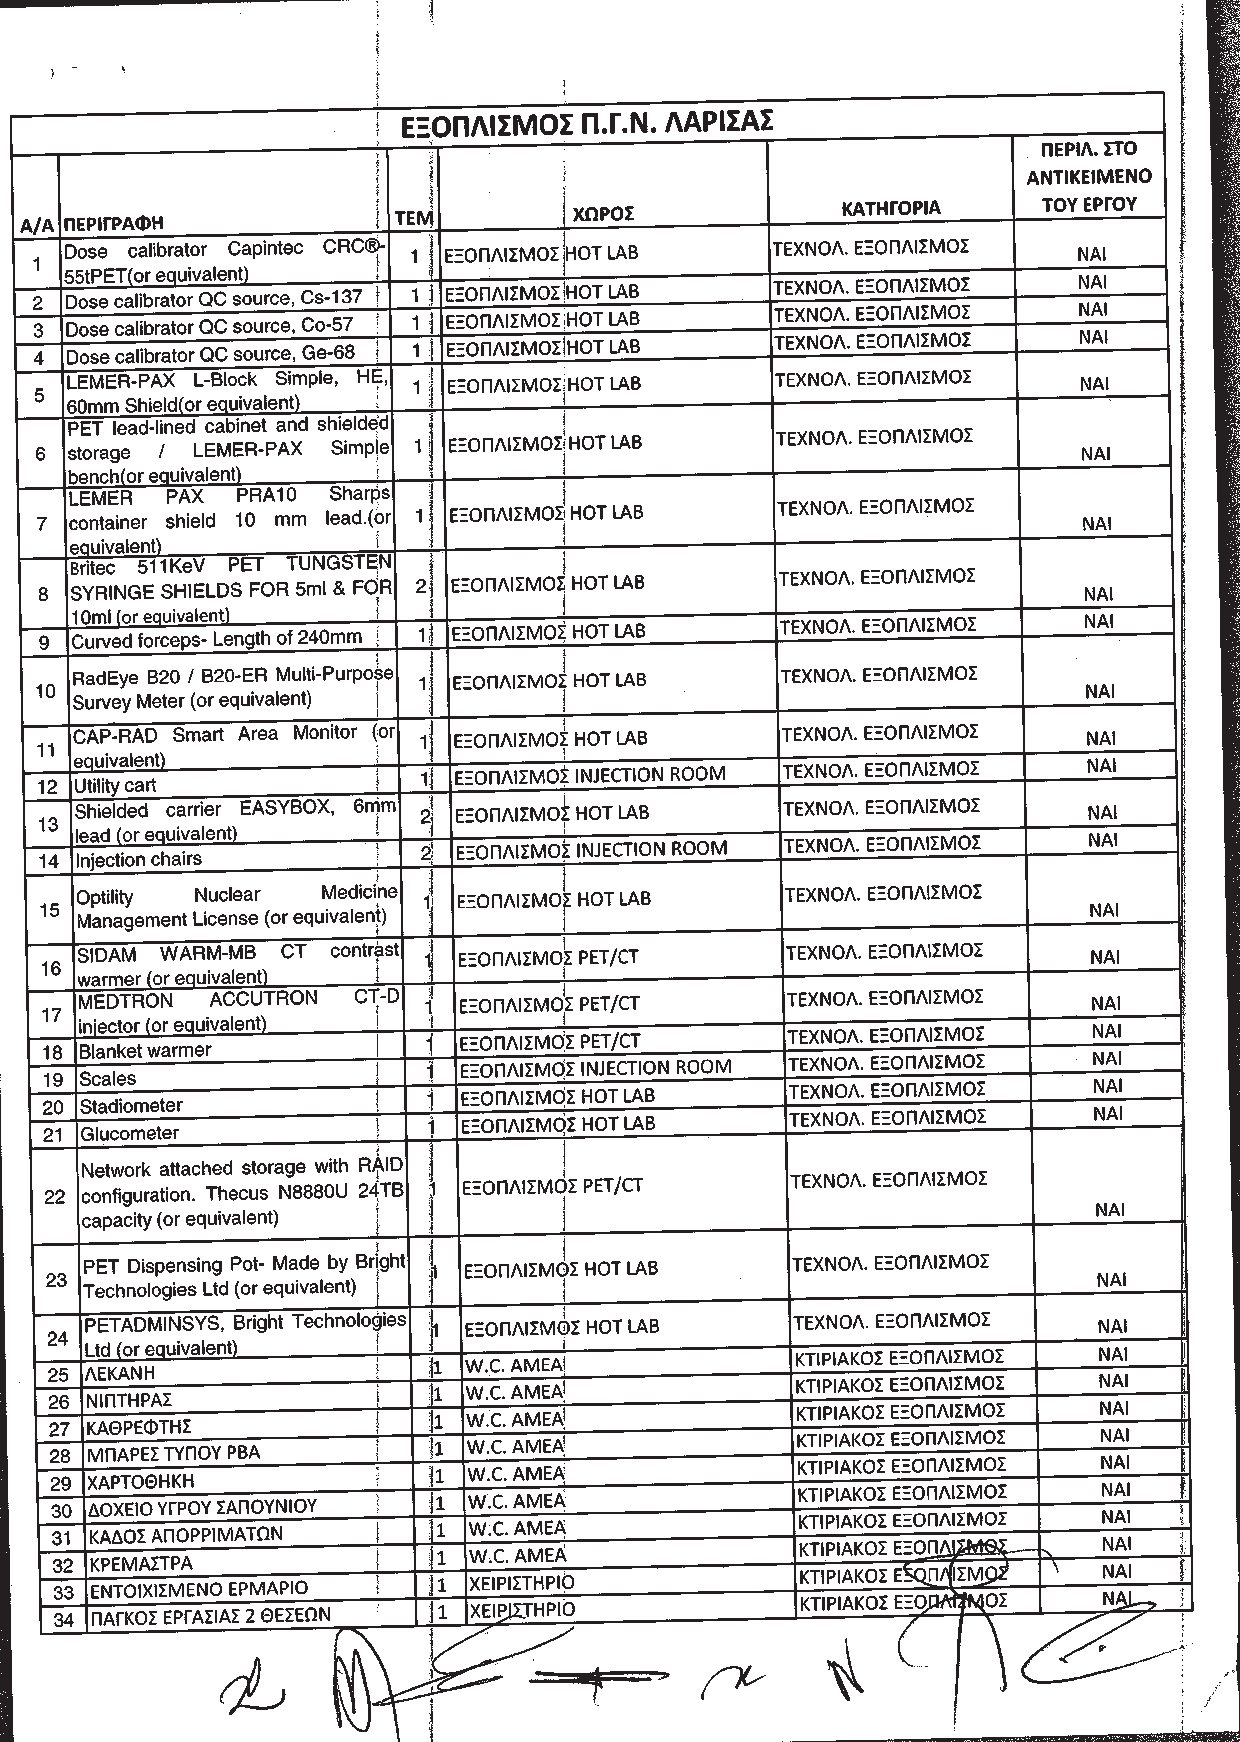 ΕΞΟΠΛΙΣΜΟΣ Π.Γ.Ν. ΛΑΡΙΣΑΣ
Α/Α ΠΕΡΙΓΡΑΦΗ ΤΕΜ ΧΩΡΟΣ ΚΑΤΗΓΟΡΙΑ ΠΕΡΙΛ. ΣΤΟ
ΑΝΤΙΚΕΙΜΕΝΟ
ΤΟΥ ΕΡΓΟΥ
1 Dose calibrator Capintec CRC®-
55tPET(or equivalent) 1 ΕΞΟΠΛΙΣΜΟΣ HOT LAB ΤΕΧΝΟΛ. ΕΞΟΠΛΙΣΜΟΣ ΝΑΙ
2 Dose calibrator QC source, Cs-137 1 ΕΞΟΠΛΙΣΜΟΣ HOT LAB ΤΕΧΝΟΛ. ΕΞΟΠΛΙΣΜΟΣ ΝΑΙ
3 Dose calibrator QC source, Co-57 1 ΕΞΟΠΛΙΣΜΟΣ HOT LAB ΤΕΧΝΟΛ. ΕΞΟΠΛΙΣΜΟΣ ΝΑΙ
4 Dose calibrator QC source, Ge-68 1 ΕΞΟΠΛΙΣΜΟΣ HOT LAB ΤΕΧΝΟΛ. ΕΞΟΠΛΙΣΜΟΣ ΝΑΙ
5 LEMER-PAX L-Block Simple, HE,
60mm Shield(or equivalent) 1 ΕΞΟΠΛΙΣΜΟΣ HOT LAB ΤΕΧΝΟΛ. ΕΞΟΠΛΙΣΜΟΣ ΝΑΙ
6 PET lead-lined cabinet and shielded
storage / LEMER-PAX Simple
bench(or equivalent) 1 ΕΞΟΠΛΙΣΜΟΣ HOT LAB ΤΕΧΝΟΛ. ΕΞΟΠΛΙΣΜΟΣ ΝΑΙ
7 LEMER PAX PRA10 Sharps
container shield 10 mm lead.(or
equivalent) 1 ΕΞΟΠΛΙΣΜΟΣ HOT LAB ΤΕΧΝΟΛ. ΕΞΟΠΛΙΣΜΟΣ ΝΑΙ
8 Britec 511KeV PET TUNGSTEN
SYRINGE SHIELDS FOR 5ml & FOR
10ml (or equivalent) 2 ΕΞΟΠΛΙΣΜΟΣ HOT LAB ΤΕΧΝΟΛ. ΕΞΟΠΛΙΣΜΟΣ ΝΑΙ
9 Curved forceps- Length of 240mm 1 ΕΞΟΠΛΙΣΜΟΣ HOT LAB ΤΕΧΝΟΛ. ΕΞΟΠΛΙΣΜΟΣ ΝΑΙ
10 RadEye B20 / B20-ER Multi-Purpose
Survey Meter (or equivalent) 1 ΕΞΟΠΛΙΣΜΟΣ HOT LAB ΤΕΧΝΟΛ. ΕΞΟΠΛΙΣΜΟΣ ΝΑΙ
11 CAP-RAD Smart Area Monitor (or
equivalent) 1 ΕΞΟΠΛΙΣΜΟΣ HOT LAB ΤΕΧΝΟΛ. ΕΞΟΠΛΙΣΜΟΣ ΝΑΙ
12 Utility cart 1 ΕΞΟΠΛΙΣΜΟΣ INJECTION ROOM ΤΕΧΝΟΛ. ΕΞΟΠΛΙΣΜΟΣ ΝΑΙ
13 Shielded carrier EASYBOX, 6mm
lead (or equivalent) 2 ΕΞΟΠΛΙΣΜΟΣ HOT LAB ΤΕΧΝΟΛ. ΕΞΟΠΛΙΣΜΟΣ ΝΑΙ
14 Injection chairs 2 ΕΞΟΠΛΙΣΜΟΣ INJECTION ROOM ΤΕΧΝΟΛ. ΕΞΟΠΛΙΣΜΟΣ ΝΑΙ
15 Optility Nuclear Medicine
Management License (or equivalent) 1 ΕΞΟΠΛΙΣΜΟΣ HOT LAB ΤΕΧΝΟΛ. ΕΞΟΠΛΙΣΜΟΣ ΝΑΙ
16 SIDAM WARM-MB CT contrast
warmer (or equivalent) 1 ΕΞΟΠΛΙΣΜΟΣ PET/CT ΤΕΧΝΟΛ. ΕΞΟΠΛΙΣΜΟΣ ΝΑΙ
17 MEDTRON ACCUTRON CT-D
injector (or equivalent) 1 ΕΞΟΠΛΙΣΜΟΣ PET/CT ΤΕΧΝΟΛ. ΕΞΟΠΛΙΣΜΟΣ ΝΑΙ
18 Blanket warmer 1 ΕΞΟΠΛΙΣΜΟΣ PET/CT ΤΕΧΝΟΛ. ΕΞΟΠΛΙΣΜΟΣ ΝΑΙ
19 Scales 1 ΕΞΟΠΛΙΣΜΟΣ INJECTION ROOM ΤΕΧΝΟΛ. ΕΞΟΠΛΙΣΜΟΣ ΝΑΙ
20 Stadiometer 1 ΕΞΟΠΛΙΣΜΟΣ HOT LAB ΤΕΧΝΟΛ. ΕΞΟΠΛΙΣΜΟΣ ΝΑΙ
21 Glucometer 1 ΕΞΟΠΛΙΣΜΟΣ HOT LAB ΤΕΧΝΟΛ. ΕΞΟΠΛΙΣΜΟΣ ΝΑΙ
22 Network attached storage with RAID
configuration. Thecus N8880U 24TB
capacity (or equivalent) 1 ΕΞΟΠΛΙΣΜΟΣ PET/CT ΤΕΧΝΟΛ. ΕΞΟΠΛΙΣΜΟΣ ΝΑΙ
23 PET Dispensing Pot- Made by Bright
Technologies Ltd (or equivalent) 1 ΕΞΟΠΛΙΣΜΟΣ HOT LAB ΤΕΧΝΟΛ. ΕΞΟΠΛΙΣΜΟΣ ΝΑΙ
24 PETADMINSYS, Bright Technologies
Ltd (or equivalent) 1 ΕΞΟΠΛΙΣΜΟΣ HOT LAB ΤΕΧΝΟΛ. ΕΞΟΠΛΙΣΜΟΣ ΝΑΙ
25 ΛΕΚΑΝΗ 1 W.C. ΑΜΕΑ ΚΤΙΡΙΑΚΟΣ ΕΞΟΠΛΙΣΜΟΣ ΝΑΙ
26 ΝΙΠΤΗΡΑΣ 1 W.C. ΑΜΕΑ ΚΤΙΡΙΑΚΟΣ ΕΞΟΠΛΙΣΜΟΣ ΝΑΙ
27 ΚΑΘΡΕΦΤΗΣ 1 W.C. ΑΜΕΑ ΚΤΙΡΙΑΚΟΣ ΕΞΟΠΛΙΣΜΟΣ ΝΑΙ
28 ΜΠΑΡΕΣ ΤΥΠΟΥ PBA 1 W.C. ΑΜΕΑ ΚΤΙΡΙΑΚΟΣ ΕΞΟΠΛΙΣΜΟΣ ΝΑΙ
29 ΧΑΡΤΟΘΗΚΗ 1 W.C. ΑΜΕΑ ΚΤΙΡΙΑΚΟΣ ΕΞΟΠΛΙΣΜΟΣ ΝΑΙ
30 ΔΟΧΕΙΟ ΥΓΡΟΥ ΣΑΠΟΥΝΙΟΥ 1 W.C. ΑΜΕΑ ΚΤΙΡΙΑΚΟΣ ΕΞΟΠΛΙΣΜΟΣ ΝΑΙ
31 ΚΑΔΟΣ ΑΠΟΡΡΙΜΑΤΩΝ 1 W.C. ΑΜΕΑ ΚΤΙΡΙΑΚΟΣ ΕΞΟΠΛΙΣΜΟΣ ΝΑΙ
32 ΚΡΕΜΑΣΤΡΑ 1 W.C. ΑΜΕΑ ΚΤΙΡΙΑΚΟΣ ΕΞΟΠΛΙΣΜΟΣ ΝΑΙ
33 ΕΝΤΟΙΧΙΣΜΕΝΟ ΕΡΜΑΡΙΟ 1 ΧΕΙΡΙΣΤΗΡΙΟ ΚΤΙΡΙΑΚΟΣ ΕΞΟΠΛΙΣΜΟΣ ΝΑΙ
34 ΠΑΓΚΟΣ ΕΡΓΑΣΙΑΣ 2 ΘΕΣΕΩΝ 1 ΧΕΙΡΙΣΤΗΡΙΟ ΚΤΙΡΙΑΚΟΣ ΕΞΟΠΛΙΣΜΟΣ ΝΑΙ